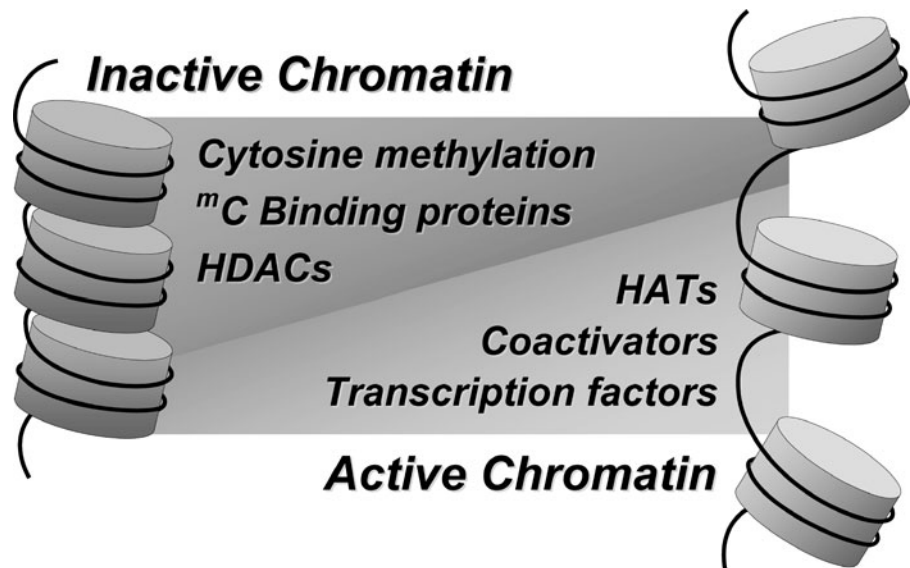 Inactive Chromatin
Cytosine methylation
ᵐC Binding proteins
HDACs
HATs
Coactivators
Transcription factors
Active Chromatin